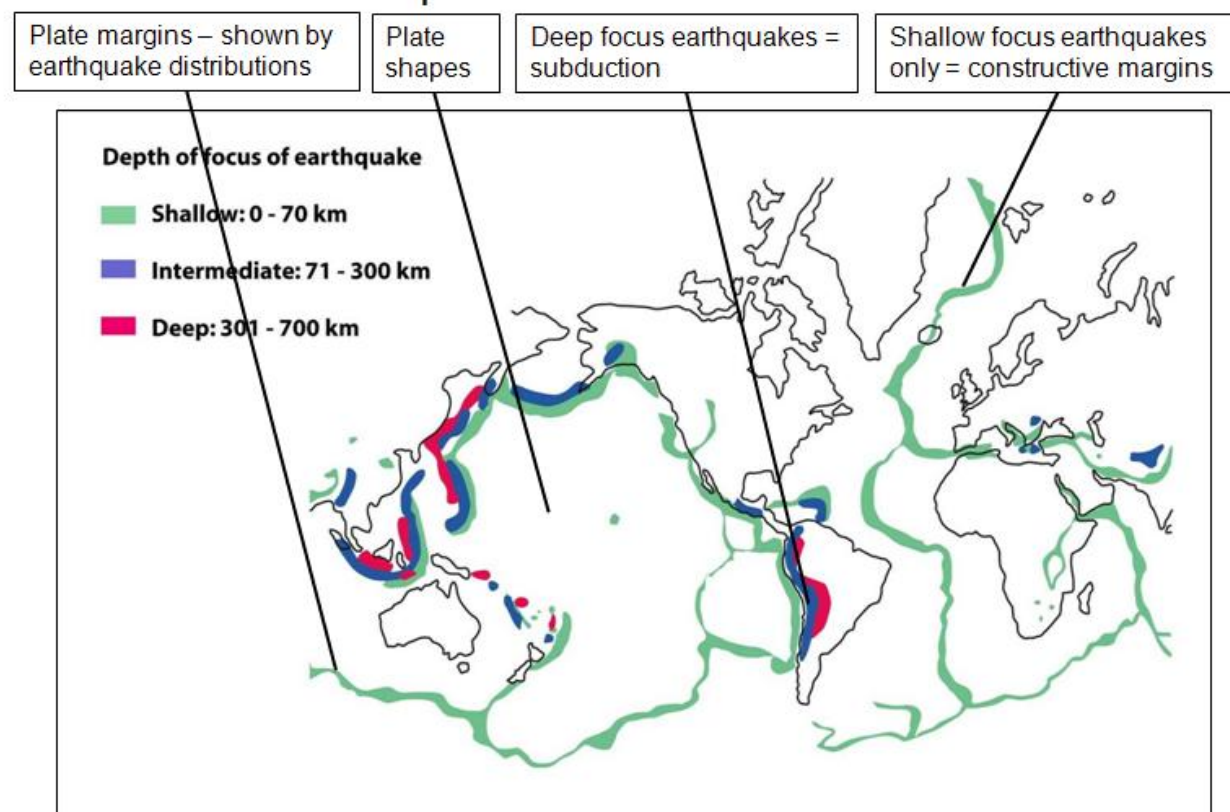 Plate margins – shown by
earthquake distributions
Plate
shapes
Deep focus earthquakes =
subduction
Shallow focus earthquakes
only = constructive margins
Depth of focus of earthquake
Shallow: 0 - 70 km
Intermediate: 71 - 300 km
Deep: 301 - 700 km